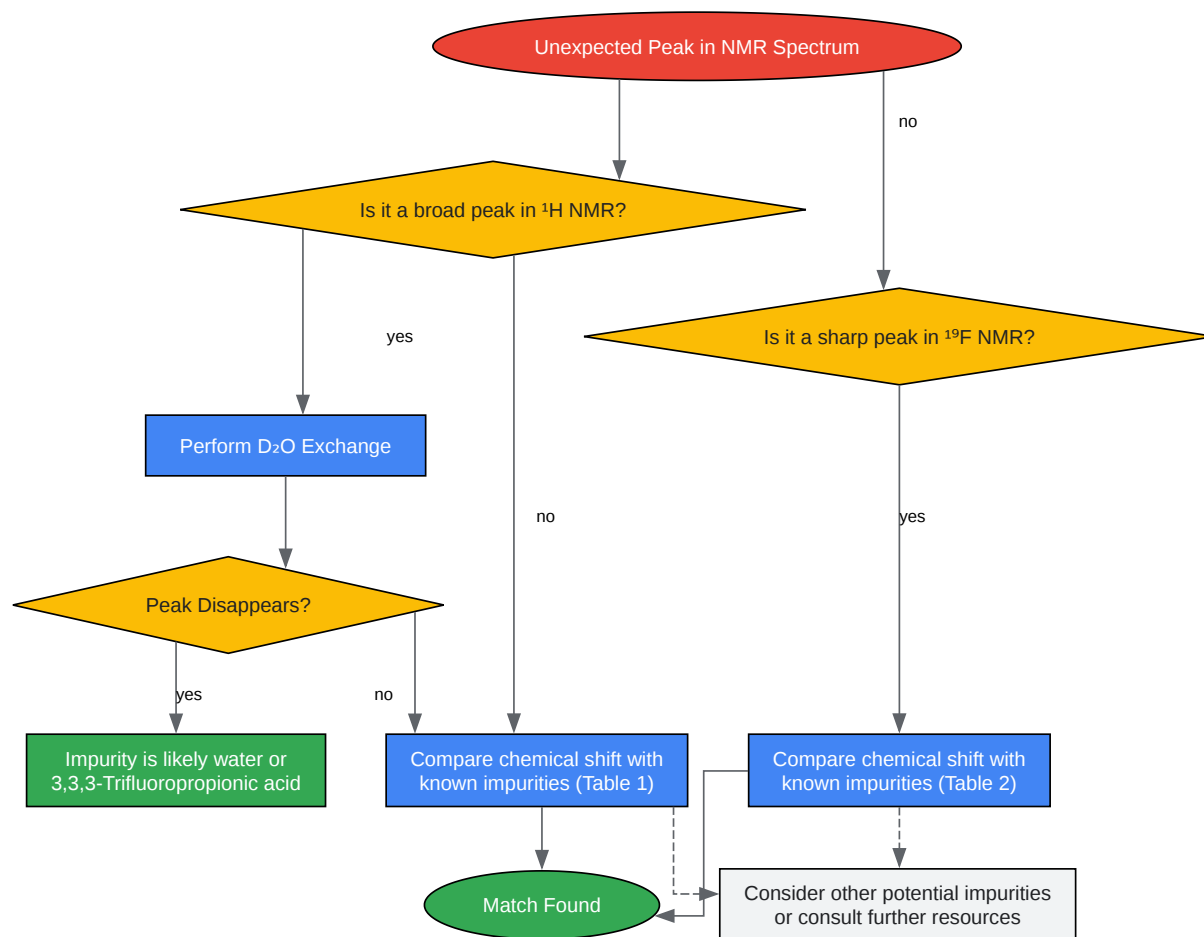 Unexpected Peak in NMR Spectrum
no
Is it a broad peak in ¹H NMR?
yes
Is it a sharp peak in ¹⁹F NMR?
Perform D₂O Exchange
no
yes
Peak Disappears?
yes
no
Impurity is likely water or
3,3,3-Trifluoropropionic acid
Compare chemical shift with
known impurities (Table 1)
Compare chemical shift with
known impurities (Table 2)
Match Found
Consider other potential impurities
or consult further resources